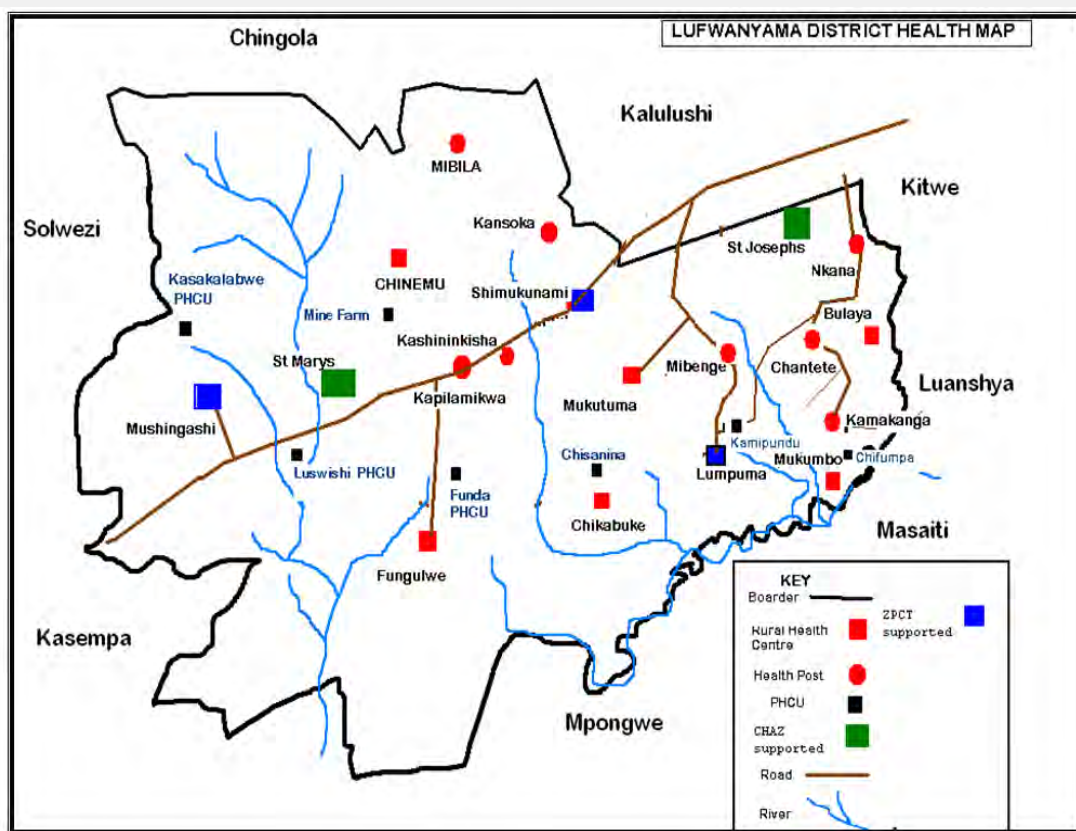 Chingola
LUFWANYAMA DISTRICT HEALTH MAP
Kalulushi
MIBILA
Kitwe
Solwezi
Kansoka
St Josephs
Nkana
Kasakalabwe
PHCU
CHINEMU
Shimukunami
Mine Farm
Bulaya
Kashininkisha
St Marys
Mibenge
Chantete
Luanshya
Kapilamikwa
Mukutuma
Mushingashi
Kamakanga
Kamipundu
Luswishi PHCU
Chisanina
Mukumbo
Chifumpa
Funda
PHCU
Lumpuma
Chikabuke
Masaiti
Fungulwe
Kasempa
Mpongwe
KEY
Boarder
Rural Health
Centre
ZPCT
supported
Health Post
PHCU
CHAZ
supported
Road
River